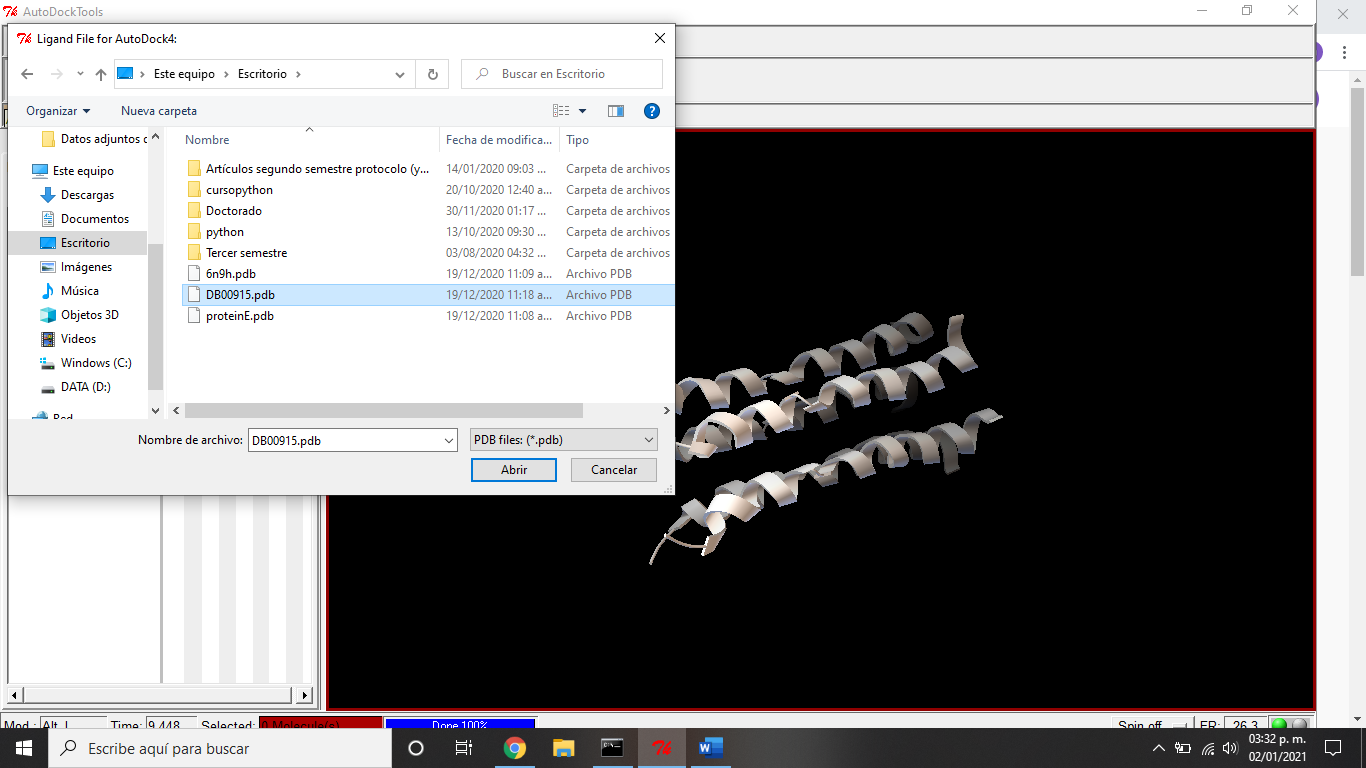 AutoDockTools
Ligand File for AutoDock4:
Este equipo
Escritorio
Buscar en Escritorio
Organizar
Nueva carpeta
Datos adjuntos
Nombre
Fecha de modifica...
Tipo
Este equipo
Descargas
Documentos
Escritorio
Imágenes
Música
Objetos 3D
Videos
Windows (C:)
DATA (D:)
Red
Artículos segundo semestre protocolo (y... 14/01/2020 09:03 ... Carpeta de archivos
cursopython 20/10/2020 12:40 a... Carpeta de archivos
Doctorado 30/11/2020 01:17 ... Carpeta de archivos
python 13/10/2020 09:30 ... Carpeta de archivos
Tercer semestre 03/08/2020 04:32 ... Carpeta de archivos
6n9h.pdb 19/12/2020 11:09 a... Archivo PDB
DB00915.pdb 19/12/2020 11:18 a... Archivo PDB
proteinE.pdb 19/12/2020 11:08 a... Archivo PDB
Nombre de archivo: DB00915.pdb PDB files: (*.pdb)
Abrir Cancelar
Mod.: Alt_L Time: 9.448 Selected: 0 Molecule(s) Done 100% Spin off FR: 26.3
Escribe aquí para buscar
03:32 p. m.
02/01/2021